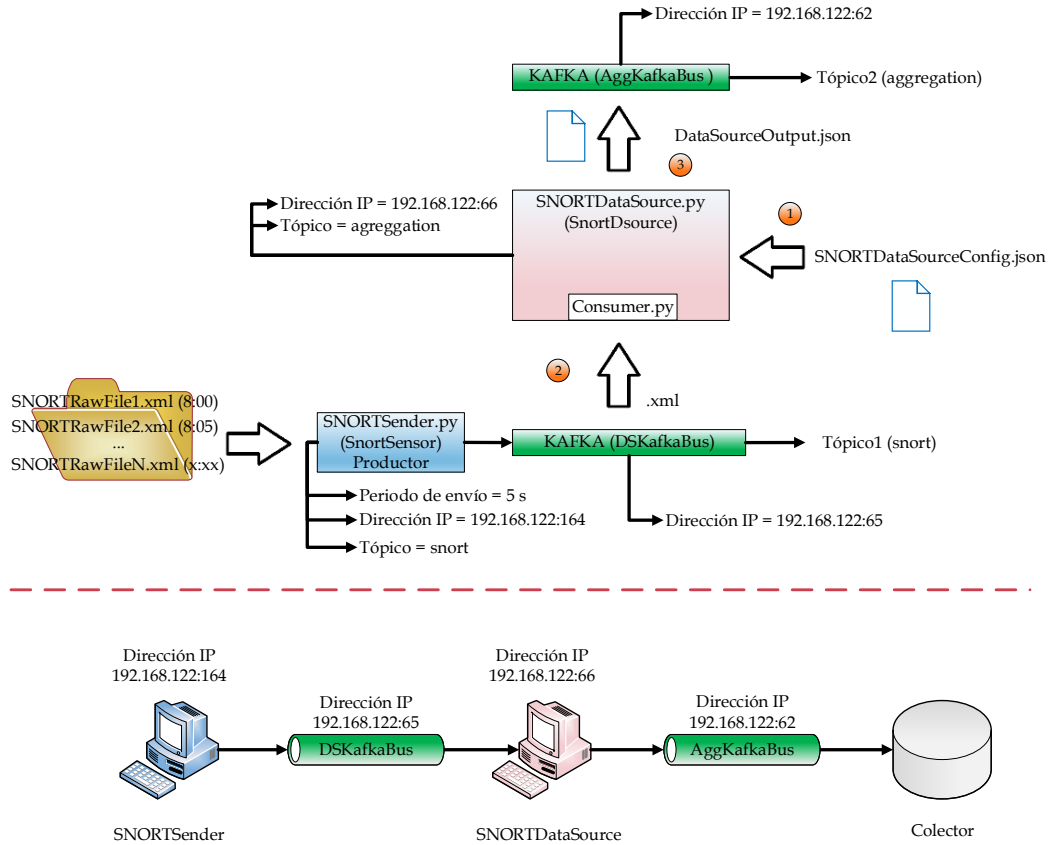 Dirección IP = 192.168.122:62
KAFKA (AggKafkaBus )
Tópico2 (aggregation)
DataSourceOutput.json
3
Dirección IP = 192.168.122:66
Tópico = agreggation
SNORTDataSource.py
(SnortDsource)
1
SNORTDataSourceConfig.json
Consumer.py
2
.xml
SNORTRawFile1.xml (8:00)
SNORTRawFile2.xml (8:05)
...
SNORTRawFileN.xml (x:xx)
SNORTSender.py
(SnortSensor)
Productor
KAFKA (DSKafkaBus)
Tópico1 (snort)
Periodo de envío = 5 s
Dirección IP = 192.168.122:164
Tópico = snort
Dirección IP = 192.168.122:65
Dirección IP
192.168.122:164
Dirección IP
192.168.122:65
DSKafkaBus
Dirección IP
192.168.122:66
Dirección IP
192.168.122:62
AggKafkaBus
SNORTSender
SNORTDataSource
Colector